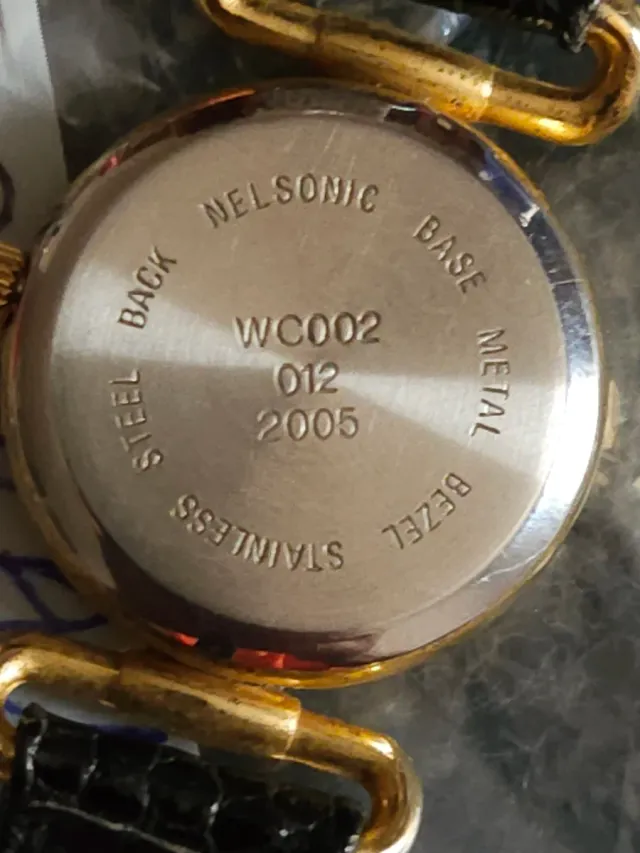 NELSONIC BASE METAL BEZEL STAINLESS STEEL BACK
WC002
012
2005